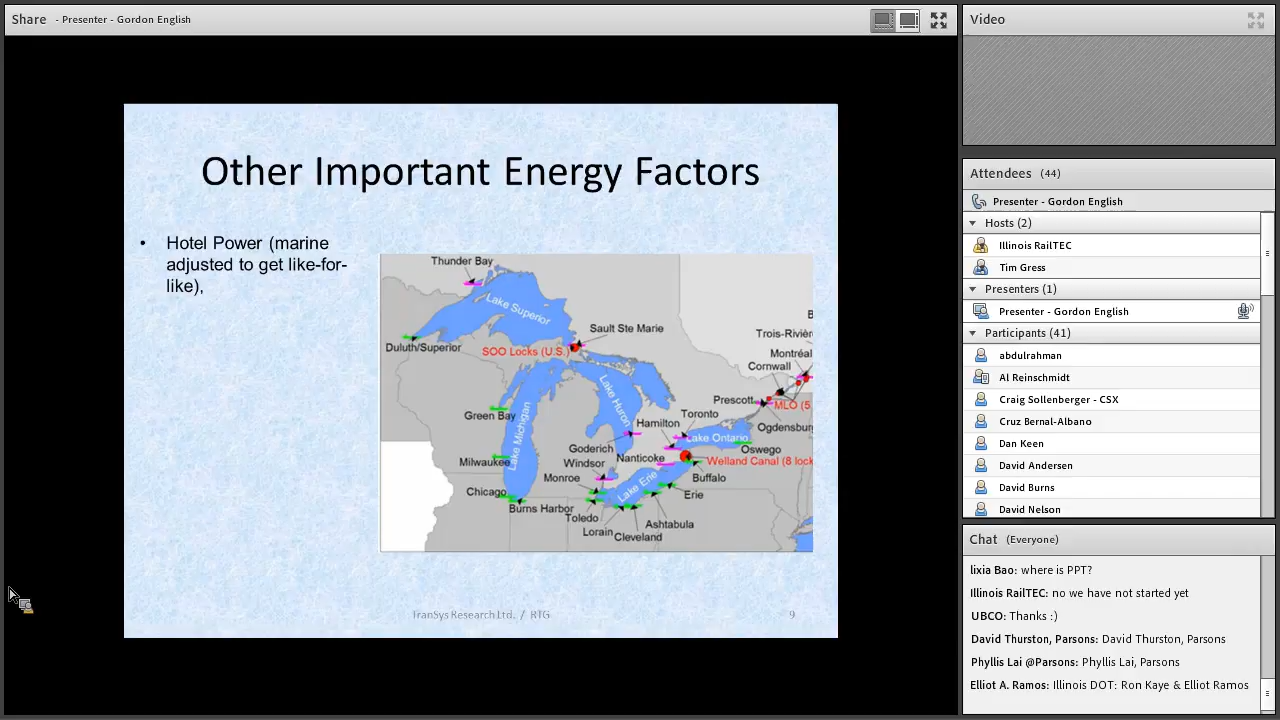 Share - Presenter - Gordon English
Other Important Energy Factors
• Hotel Power (marine
adjusted to get like-for-
like),
Thunder Bay
Lake Superior
Duluth/Superior
Sault Ste Marie
SOO Locks (U.S.)
Trois-Rivièr
Montréal
Cornwall
Prescott
MLO (5
Ogdensburg
Green Bay
Lake Michigan
Lake Huron
Toronto
Hamilton
Lake Ontario
Oswego
Goderich
Nanticoke
Welland Canal (8 lock
Milwaukee
Windsor
Monroe
Lake Erie
Buffalo
Chicago
Erie
Burns Harbor
Toledo
Ashtabula
Lorain
Cleveland
TranSys Research Ltd. / RTG
9
Video
Attendees (44)
Presenter - Gordon English
Hosts (2)
Illinois RailTEC
Tim Gress
Presenters (1)
Presenter - Gordon English
Participants (41)
abdulrahman
Al Reinschmidt
Craig Sollenberger - CSX
Cruz Bernal-Albano
Dan Keen
David Andersen
David Burns
David Nelson
Chat (Everyone)
lixia Bao: where is PPT?
Illinois RailTEC: no we have not started yet
UBCO: Thanks :)
David Thurston, Parsons: David Thurston, Parsons
Phyllis Lai @Parsons: Phyllis Lai, Parsons
Elliot A. Ramos: Illinois DOT: Ron Kaye & Elliot Ramos